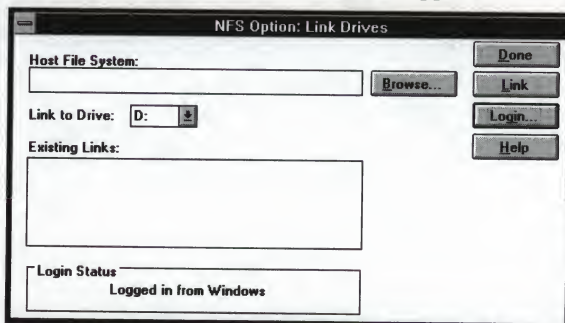 NFS Option: Link Drives
Host File System:
Browse...
Link to Drive: D:
Existing Links:
Login Status
Logged in from Windows
Done
Link
Login...
Help